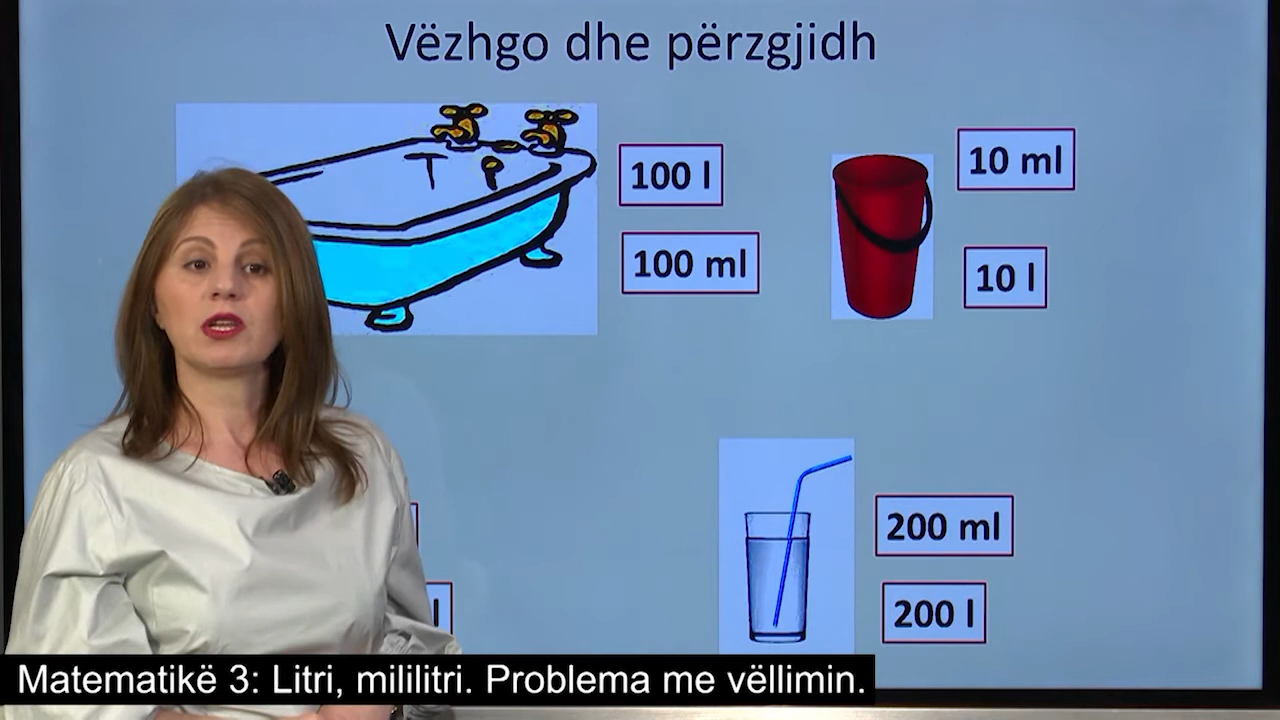 Vëzhgo dhe përzgjidh
100 l
100 ml
10 ml
10 l
200 ml
200 l
l
Matematikë 3: Litri, mililitri. Problema me vëllimin.